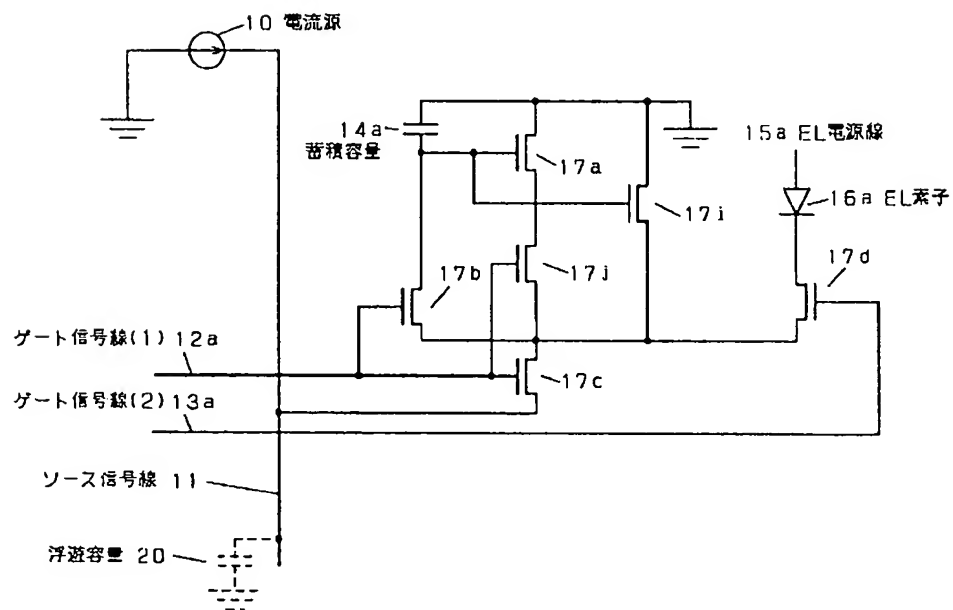 10 電流源
14a
蓄積容量
17a
15a EL電源線
16a EL素子
17i
17b
17j
17d
ゲート信号線(1) 12a
17c
ゲート信号線(2) 13a
ソース信号線 11
浮遊容量 20